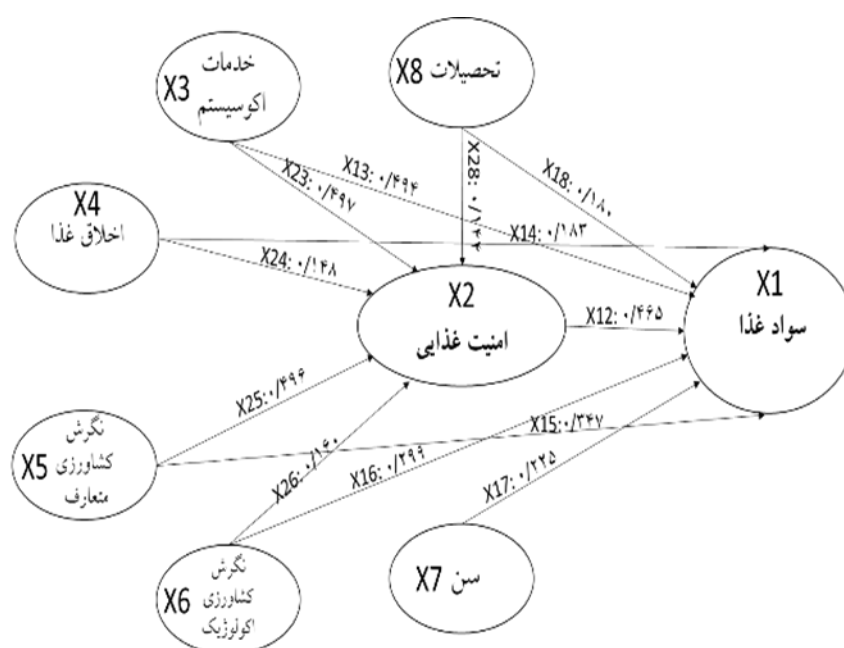 X3 خدمات
اکوسیستم
X8 تحصیلات
X4
اخلاق غذا
X13: ۰/۴۹۴
X23: ۰/۴۹۷
X28: ۰/۱۴۴
X18: ۰/۱۸۰
X14: ۰/۱۸۳
X24: ۰/۱۴۸
X2
امنیت غذایی
X12: ۰/۴۶۵
X1
سواد غذا
X25: ۰/۴۹۶
X15: ۰/۳۴۷
X5 نگرش
کشاورزی
متعارف
X26: ۰/۱۶۰
X16: ۰/۲۹۹
X17: ۰/۲۲۵
X6 نگرش
کشاورزی
اکولوژیک
X7 سن